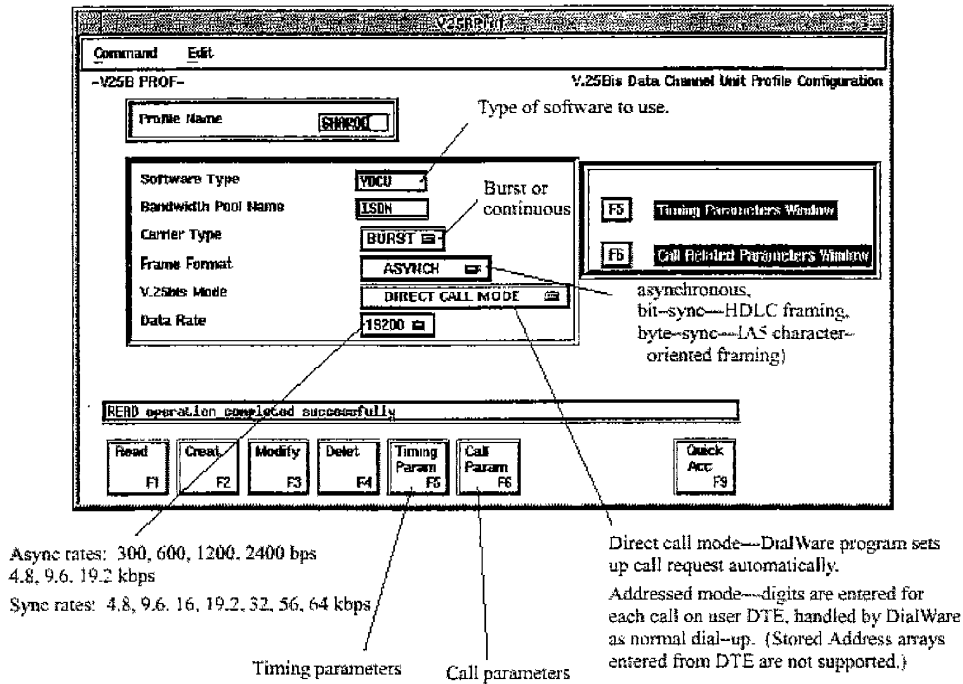 V25BProf
Command Edit
-V25B PROF-
V.25Bis Data Channel Unit Profile Configuration
Profile Name
Type of software to use.
Software Type VDCU
Bandwidth Pool Name ISDN
Carrier Type BURST
Frame Format ASYNCH
V.25bis Mode DIRECT CALL MODE
Data Rate 19200
Burst or
continuous
F5 Timing Parameters Window
F6 Call Related Parameters Window
asynchronous,
bit-sync—HDLC framing,
byte-sync—IA5 character-
oriented framing)
READ operation completed successfully
Read F1
Creat F2
Modify F3
Delet F4
Timing
Param F5
Call
Param F6
Quick
Acc F9
Async rates: 300, 600, 1200, 2400 bps
4.8, 9.6, 19.2 kbps
Sync rates: 4.8, 9.6, 16, 19.2, 32, 56, 64 kbps
Timing parameters
Call parameters
Direct call mode—DialWare program sets
up call request automatically.
Addressed mode—digits are entered for
each call on user DTE, handled by DialWare
as normal dial-up. (Stored Address arrays
entered from DTE are not supported.)